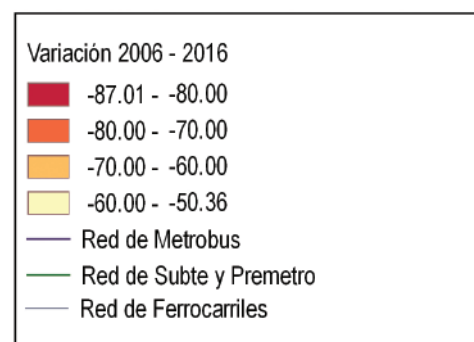 Variación 2006 - 2016
-87.01 - -80.00
-80.00 - -70.00
-70.00 - -60.00
-60.00 - -50.36
Red de Metrobus
Red de Subte y Premetro
Red de Ferrocarriles